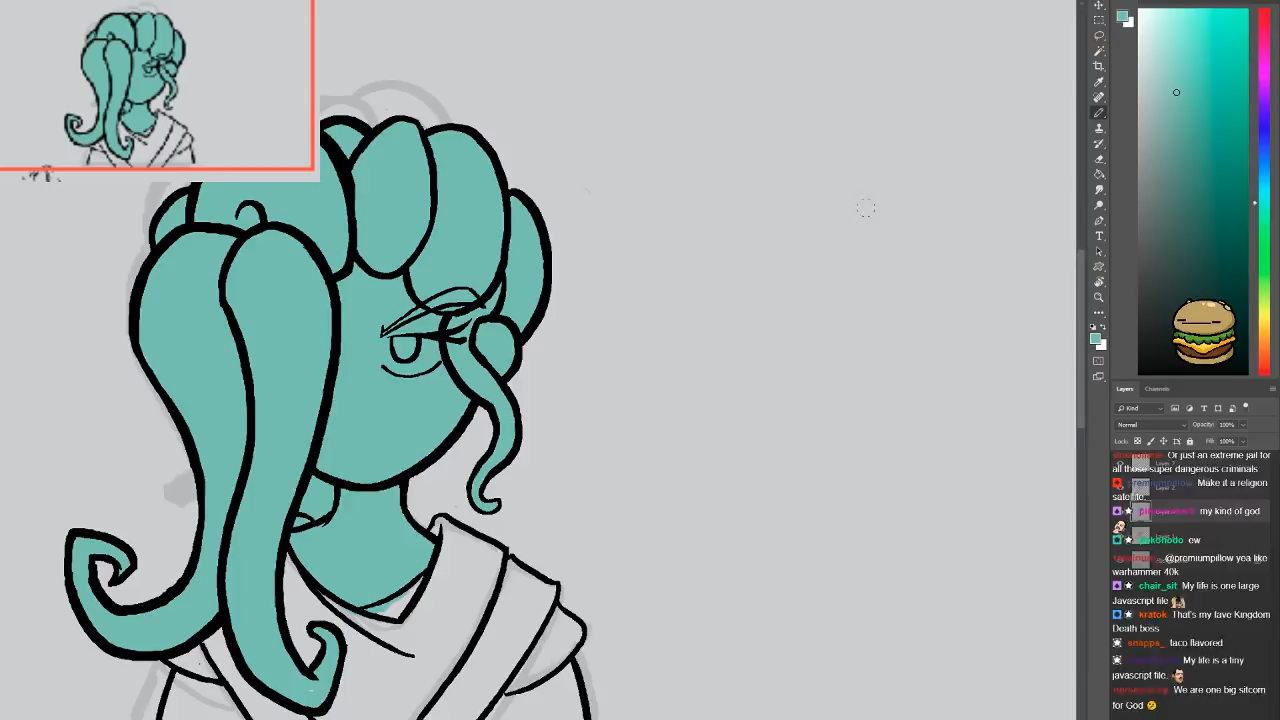 Layers
Channels
Kind
Normal
Opacity: 100%
Lock:
Fill: 100%
Or just an extreme jail for
all those super dangerous criminals
premiumpillow Make it a religion
satellite.
my kind of god
ew
@premiumpillow yea like
warhammer 40k
chair_sit My life is one large
Javascript file
kratok That's my fave Kingdom
Death boss
snapps_ taco flavored
My life is a tiny
javascript file.
We are one big sitcom
for God